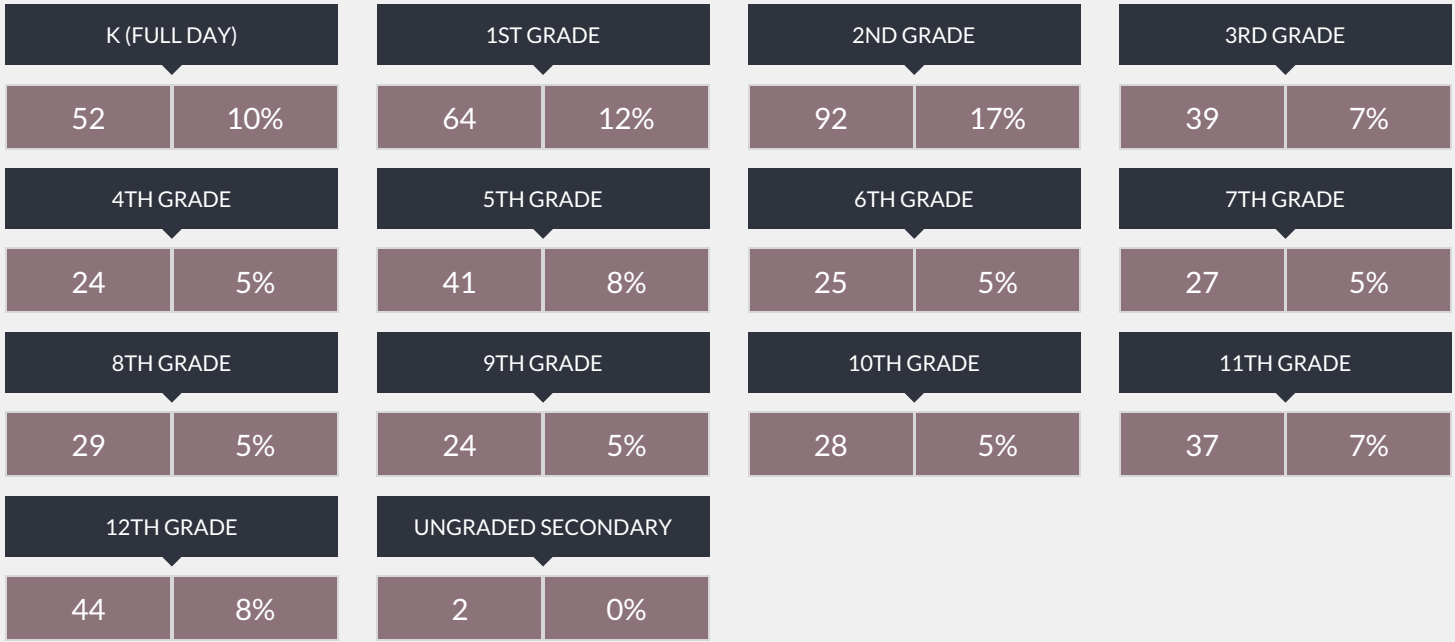 K (FULL DAY) 1ST GRADE 2ND GRADE 3RD GRADE
52 10% 64 12% 92 17% 39 7%
4TH GRADE 5TH GRADE 6TH GRADE 7TH GRADE
24 5% 41 8% 25 5% 27 5%
8TH GRADE 9TH GRADE 10TH GRADE 11TH GRADE
29 5% 24 5% 28 5% 37 7%
12TH GRADE UNGRADED SECONDARY
44 8% 2 0%